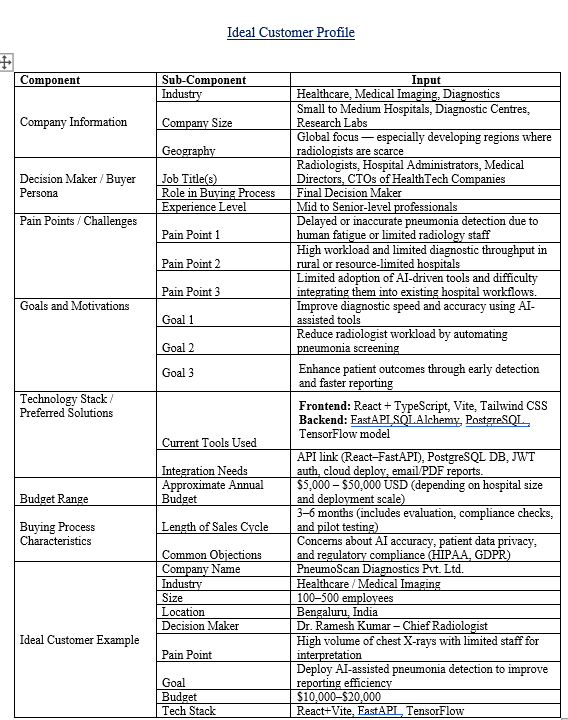 Ideal Customer Profile
Component Sub-Component Input
Company Information
Industry
Healthcare, Medical Imaging, Diagnostics
Company Size
Small to Medium Hospitals, Diagnostic Centres,
Research Labs
Geography
Global focus — especially developing regions where
radiologists are scarce
Decision Maker / Buyer
Persona
Job Title(s)
Radiologists, Hospital Administrators, Medical
Directors, CTOs of HealthTech Companies
Role in Buying Process
Final Decision Maker
Experience Level
Mid to Senior-level professionals
Pain Points / Challenges
Pain Point 1
Delayed or inaccurate pneumonia detection due to
human fatigue or limited radiology staff
Pain Point 2
High workload and limited diagnostic throughput in
rural or resource-limited hospitals
Pain Point 3
Limited adoption of AI-driven tools and difficulty
integrating them into existing hospital workflows.
Goals and Motivations
Goal 1
Improve diagnostic speed and accuracy using AI-
assisted tools
Goal 2
Reduce radiologist workload by automating
pneumonia screening
Goal 3
Enhance patient outcomes through early detection
and faster reporting
Technology Stack /
Preferred Solutions
Current Tools Used
Frontend: React + TypeScript, Vite, Tailwind CSS
Backend: FastAPI,SQLAlchemy, PostgreSQL ,
TensorFlow model
Integration Needs
API link (React–FastAPI), PostgreSQL DB, JWT
auth, cloud deploy, email/PDF reports.
Budget Range
Approximate Annual
Budget
$5,000 – $50,000 USD (depending on hospital size
and deployment scale)
Buying Process
Characteristics
Length of Sales Cycle
3–6 months (includes evaluation, compliance checks,
and pilot testing)
Common Objections
Concerns about AI accuracy, patient data privacy,
and regulatory compliance (HIPAA, GDPR)
Ideal Customer Example
Company Name
PneumoScan Diagnostics Pvt. Ltd.
Industry
Healthcare / Medical Imaging
Size
100–500 employees
Location
Bengaluru, India
Decision Maker
Dr. Ramesh Kumar – Chief Radiologist
Pain Point
High volume of chest X-rays with limited staff for
interpretation
Goal
Deploy AI-assisted pneumonia detection to improve
reporting efficiency
Budget
$10,000–$20,000
Tech Stack
React+Vite, FastAPI , TensorFlow